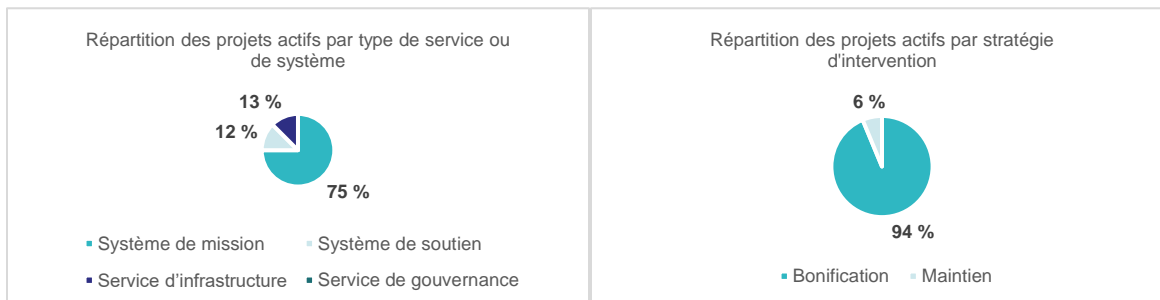 Répartition des projets actifs par type de service ou
de système
13 %
12 %
75 %
Système de mission
Système de soutien
Service d’infrastructure
Service de gouvernance
Répartition des projets actifs par stratégie
d'intervention
6 %
94 %
Bonification
Maintien